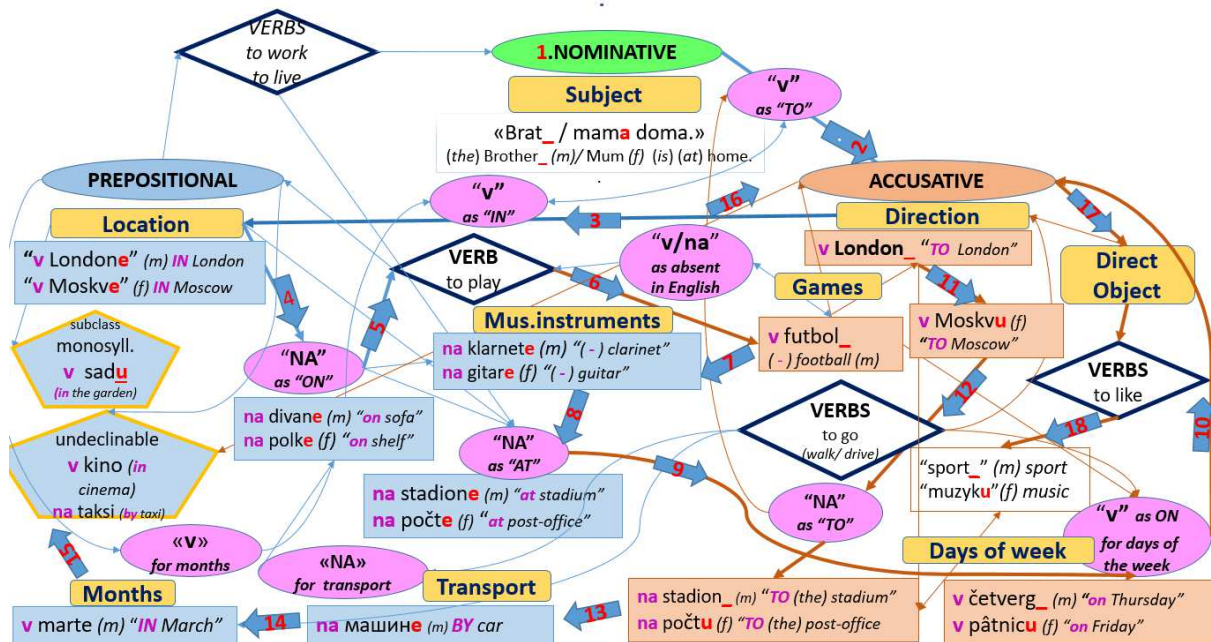 VERBS
to work
to live
1.NOMINATIVE
Subject
"v"
as "TO"
«Brat_ / mama doma.»
(the) Brother_ (m)/ Mum (f) (is) (at) home.
2
PREPOSITIONAL
"v"
as "IN"
16
ACCUSATIVE
Location
3
Direction
17
"v Londone" (m) IN London
"v Moskve" (f) IN Moscow
"v/na"
as absent
in English
v London_ "TO London"
4
5
VERB
to play
6
Games
11
Direct
Object
subclass
monosyll.
v sadu
(in the garden)
"NA"
as "ON"
Mus.instruments
na klarnete (m) "( - ) clarinet"
na gitare (f) "( - ) guitar"
7
v futbol_
( - ) football (m)
v Moskvu (f)
"TO Moscow"
na divane (m) "on sofa"
na polke (f) "on shelf"
8
VERBS
to go
(walk/ drive)
12
VERBS
to like
10
undeclinable
v kino (in
cinema)
na taksi (by taxi)
"NA"
as "AT"
9
18
"sport_" (m) sport
"muzyku"(f) music
na stadione (m) "at stadium"
na počte (f) "at post-office"
"NA"
as "TO"
"v" as ON
for days of
the week
15
«v»
for months
«NA»
for transport
Days of week
Months
Transport
v marte (m) "IN March"
14
na машине (m) BY car
13
na stadion_ (m) "TO (the) stadium"
na počtu (f) "TO (the) post-office
v četverg_ (m) "on Thursday"
v pâtnicu (f) "on Friday"